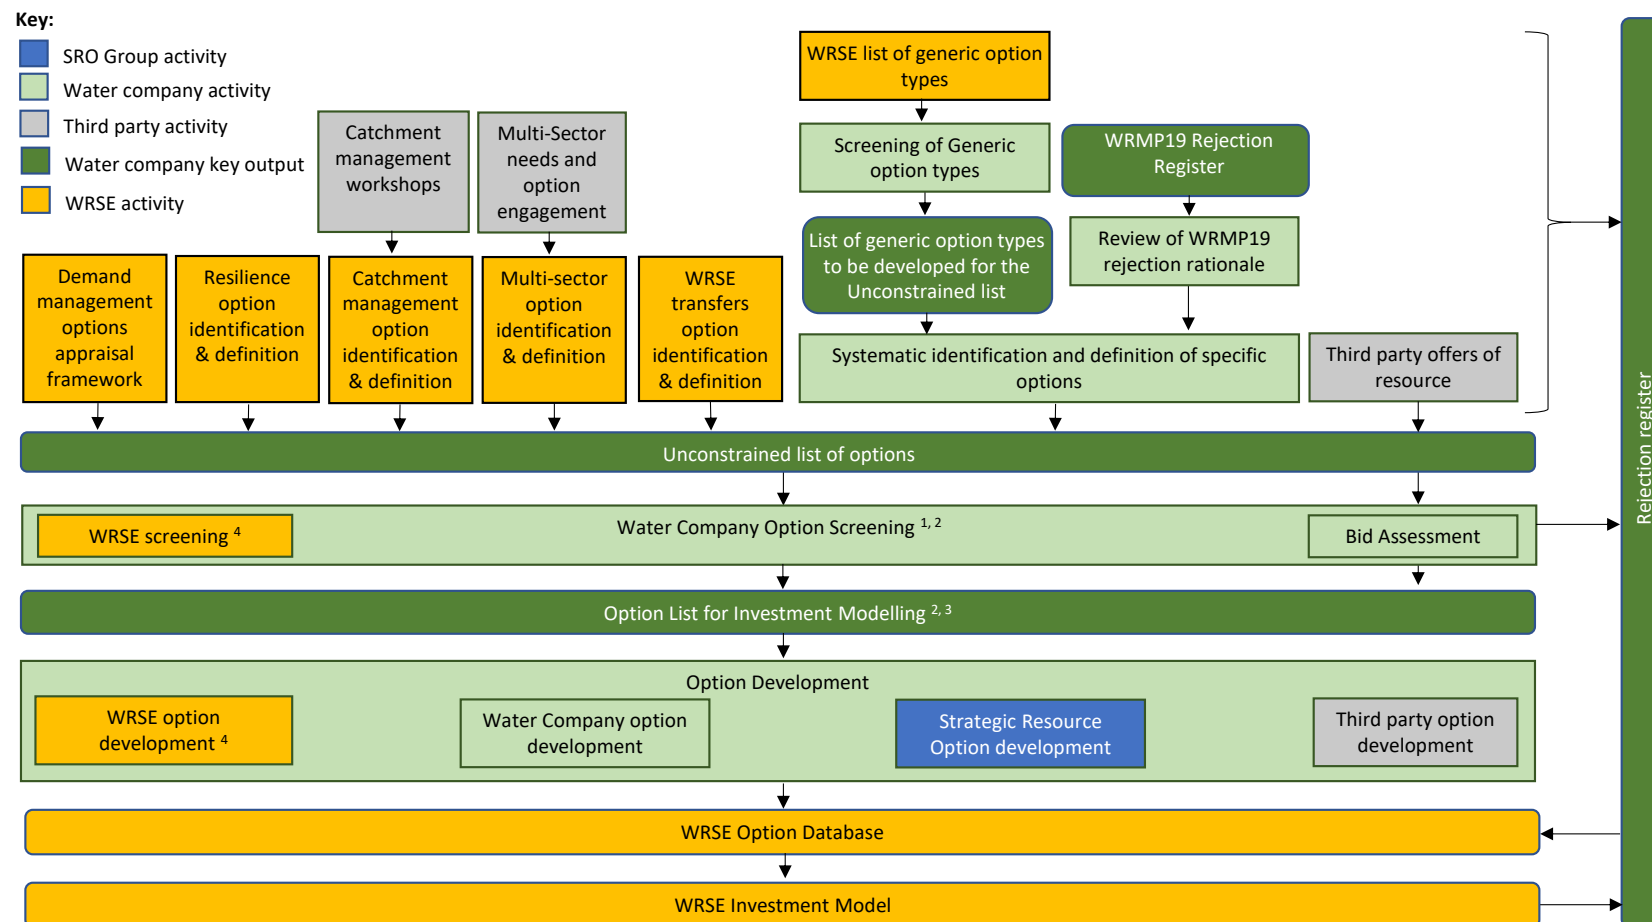 Key:
SRO Group activity
Water company activity
Third party activity
Water company key output
WRSE activity
WRSE list of generic option
types
Catchment
management
workshops
Multi-Sector
needs and
option
engagement
Screening of Generic
option types
WRMP19 Rejection
Register
List of generic option types
to be developed for the
Unconstrained list
Review of WRMP19
rejection rationale
Demand
management
options
appraisal
framework
Resilience
option
identification
& definition
Catchment
management
option
identification
& definition
Multi-sector
option
identification
& definition
WRSE
transfers
option
identification
& definition
Systematic identification and definition of specific
options
Third party offers of
resource
Rejection register
Unconstrained list of options
WRSE screening 4
Water Company Option Screening 1, 2
Bid Assessment
Option List for Investment Modelling 2, 3
Option Development
WRSE option
development 4
Water Company option
development
Strategic Resource
Option development
Third party option
development
WRSE Option Database
WRSE Investment Model